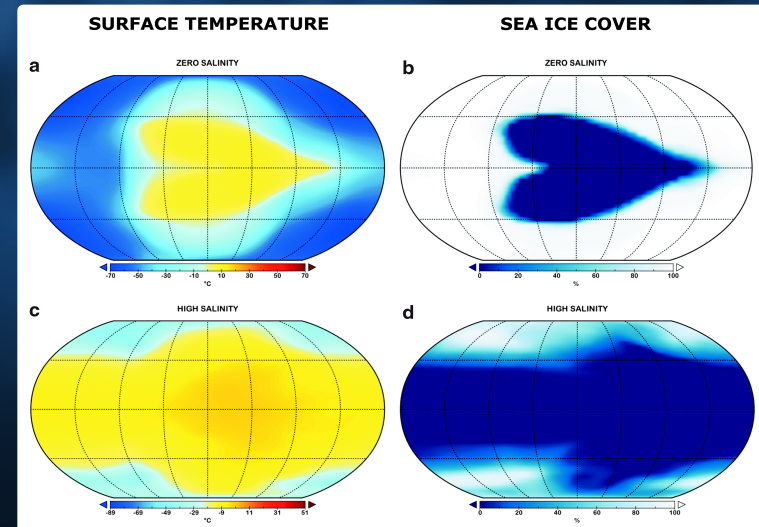 SURFACE TEMPERATURE
SEA ICE COVER
a
ZERO SALINITY
b
ZERO SALINITY
-70 -50 -30 -10 10 30 50 70
°C
0 20 40 60 80 100
%
c
HIGH SALINITY
d
HIGH SALINITY
-89 -69 -49 -29 -9 11 31 51
°C
0 20 40 60 80 100
%